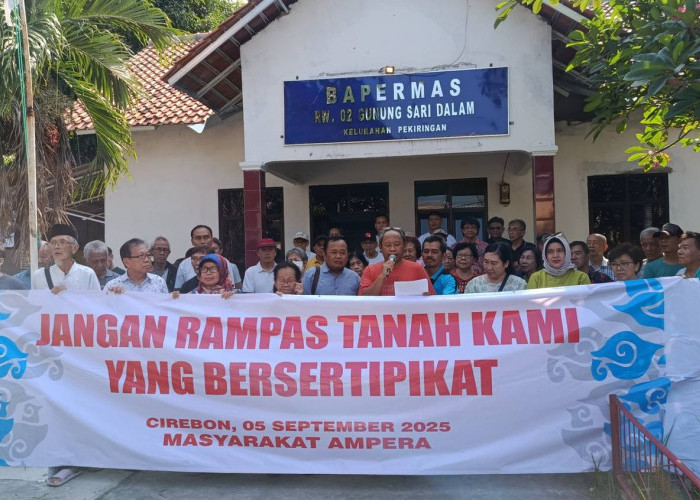 BAPERMAS
RW. 02 GUNUNG SARI DALAM
KELURAHAN PEKIRINGAN
JANGAN RAMPAS TANAH KAMI
YANG BERSERTIPIKAT
CIREBON, 05 SEPTEMBER 2025
MASYARAKAT AMPERA